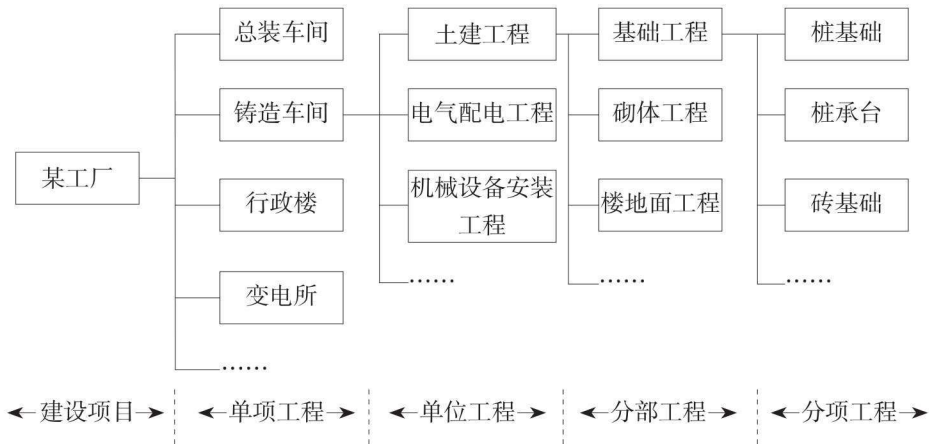 总装车间
土建工程
基础工程
桩基础
铸造车间
电气配电工程
砌体工程
桩承台
某工厂
行政楼
机械设备安装
工程
楼地面工程
砖基础
变电所
……
……
……
……
建设项目
单项工程
单位工程
分部工程
分项工程